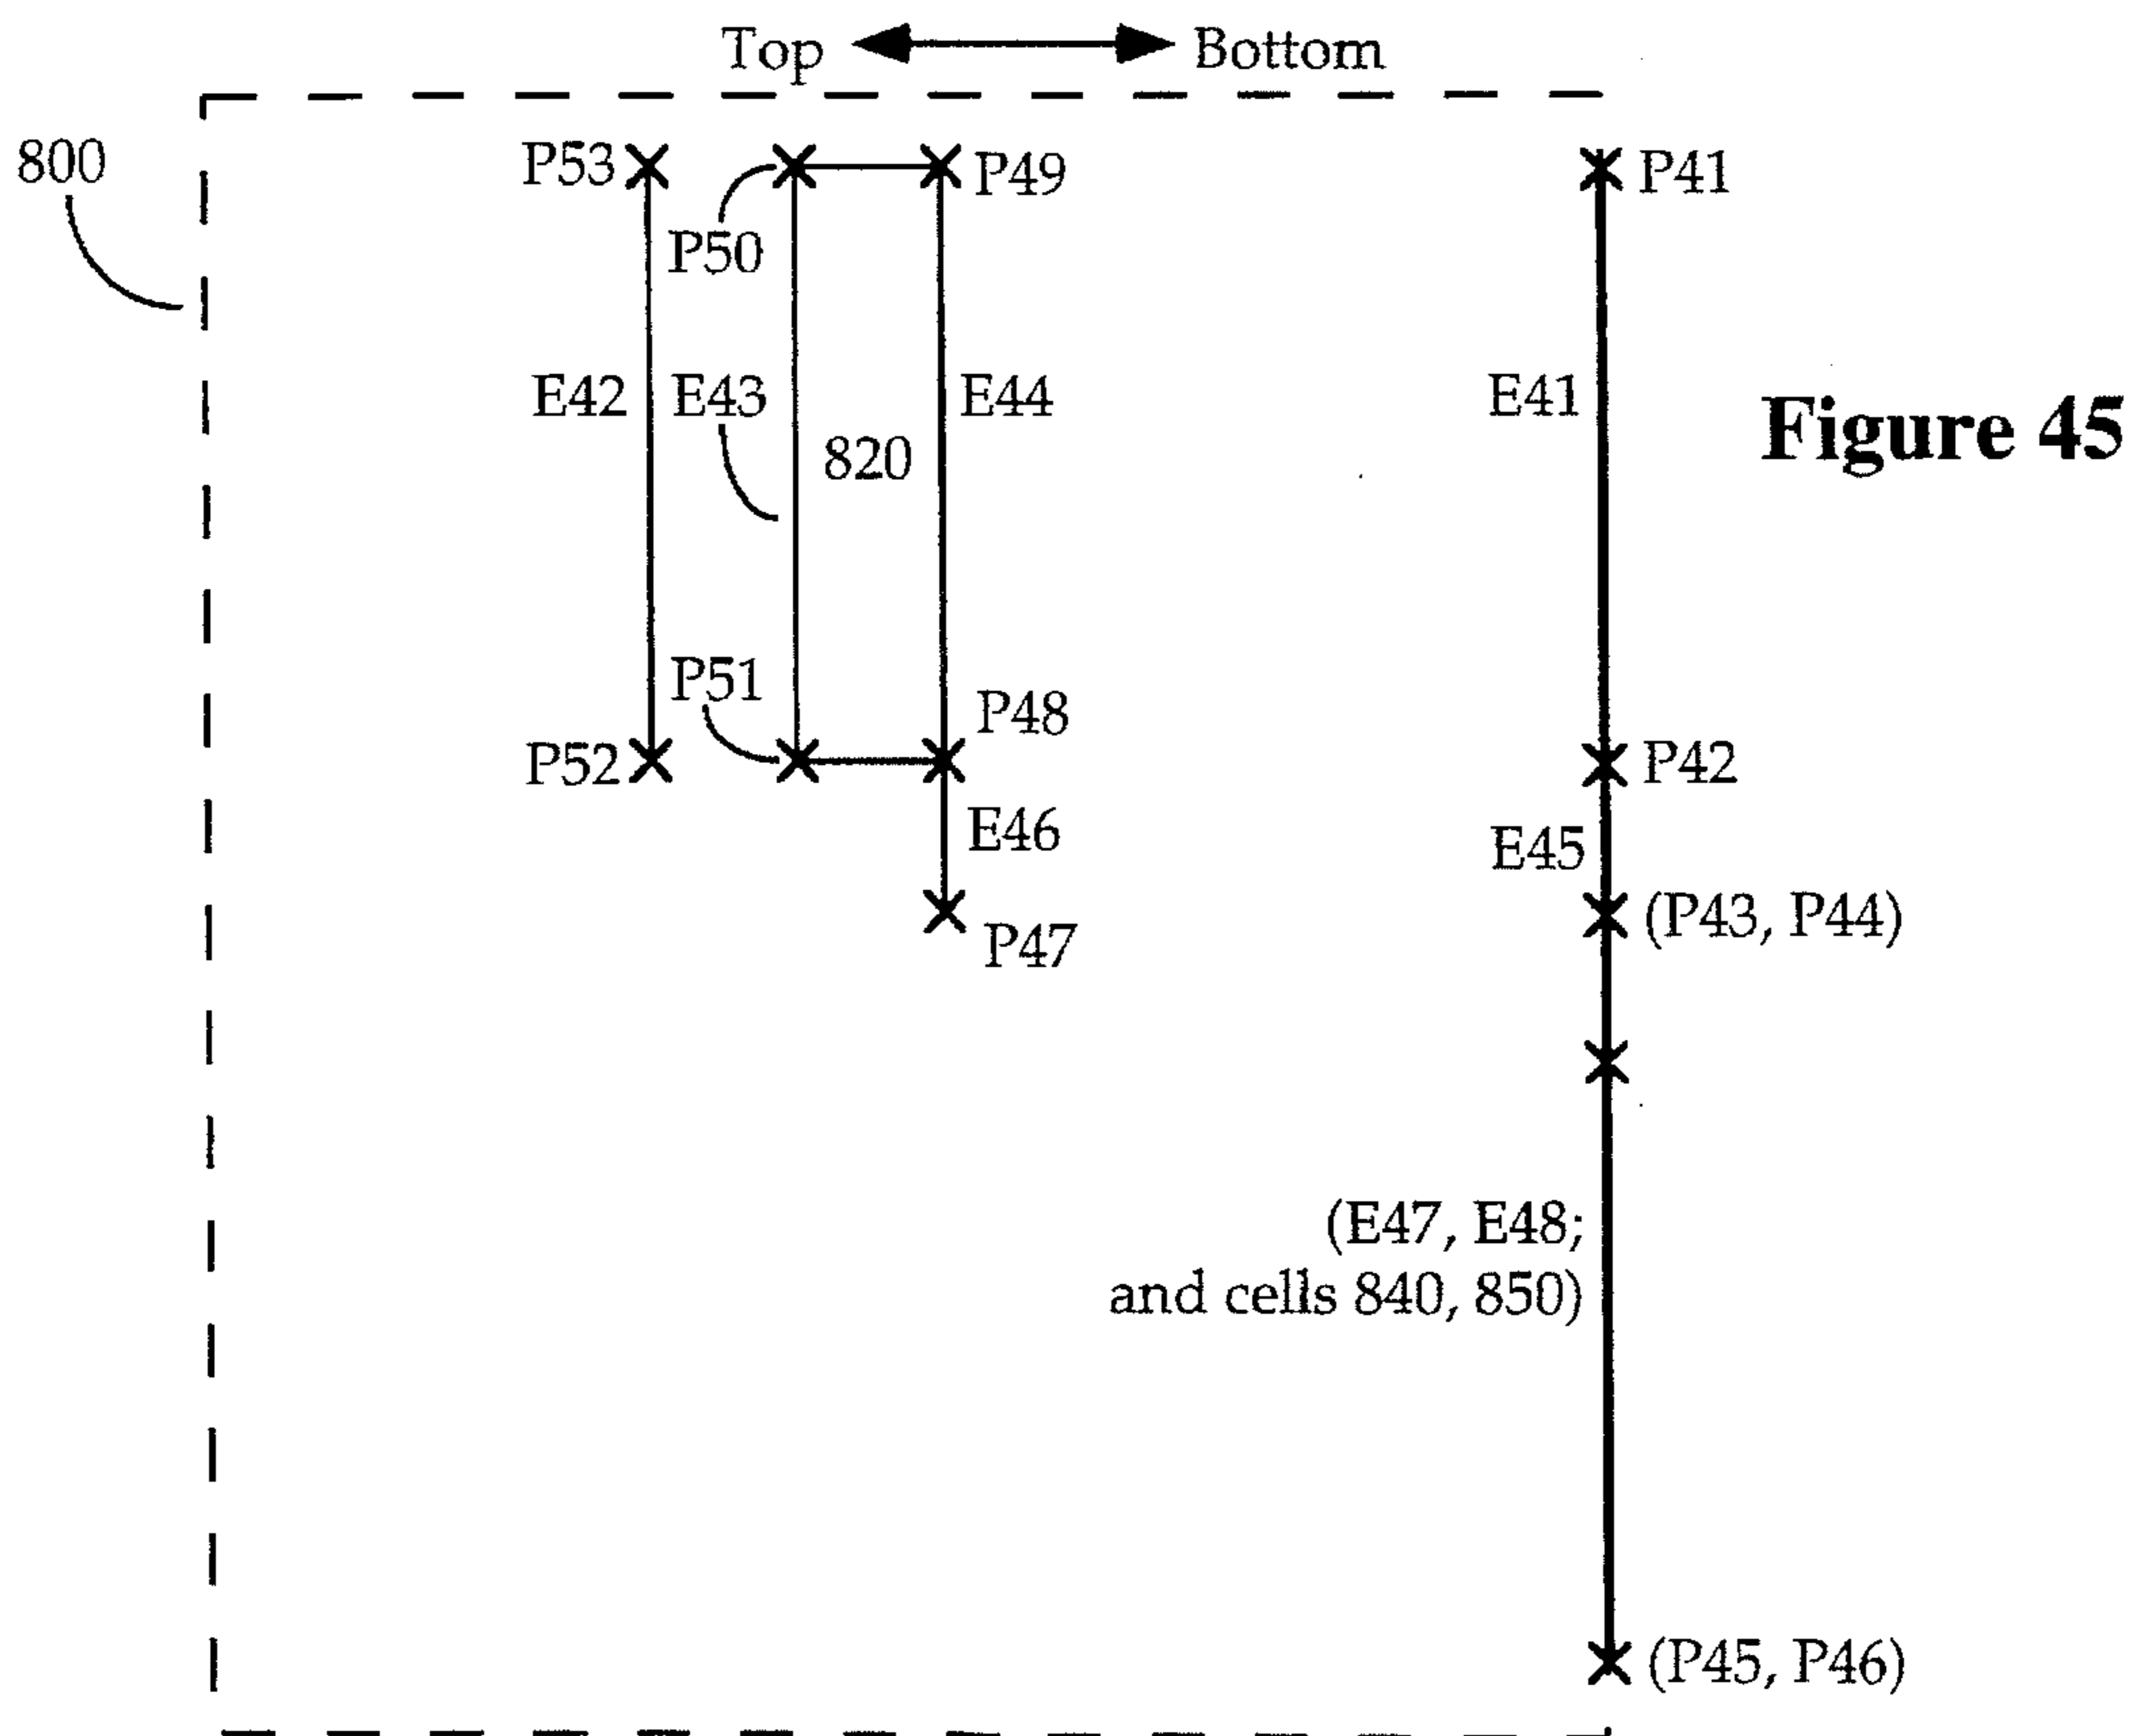 Top Bottom
800
P53
P49
P41
P50
E42
E43
E44
E41
Figure 45
820
P51
P48
P52
P42
E46
E45
(P43, P44)
P47
(E47, E48;
and cells 840, 850)
(P45, P46)